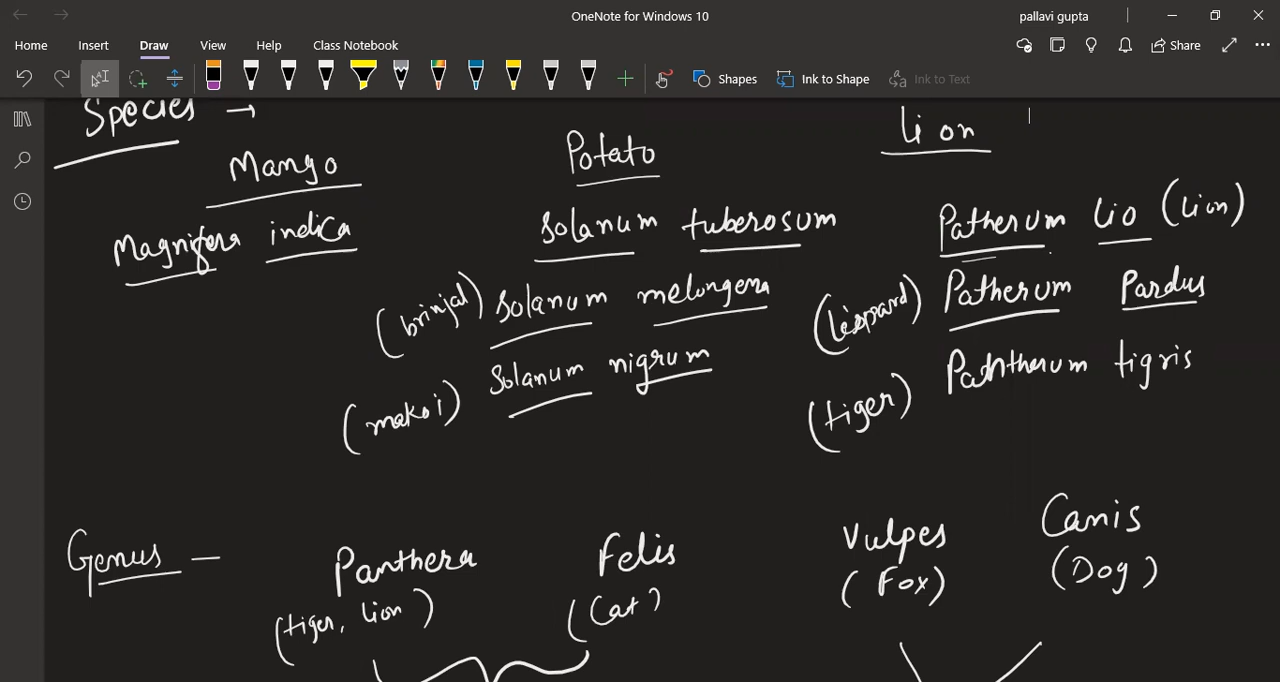 OneNote for Windows 10
pallavi gupta
Home Insert Draw View Help Class Notebook
Share
Shapes Ink to Shape Ink to Text
Species →
Mango
Potato
Lion
Magnifera indica
Solanum tuberosum
Patherum Lio (Lion)
(brinjal) Solanum melongena
(leopard) Patherum Pardus
(makoi) Solanum nigrum
(tiger) Pahtherum tigris
Genus —
Panthera
Felis
Vulpes
Canis
(tiger, lion)
(Cat)
(Fox)
(Dog)